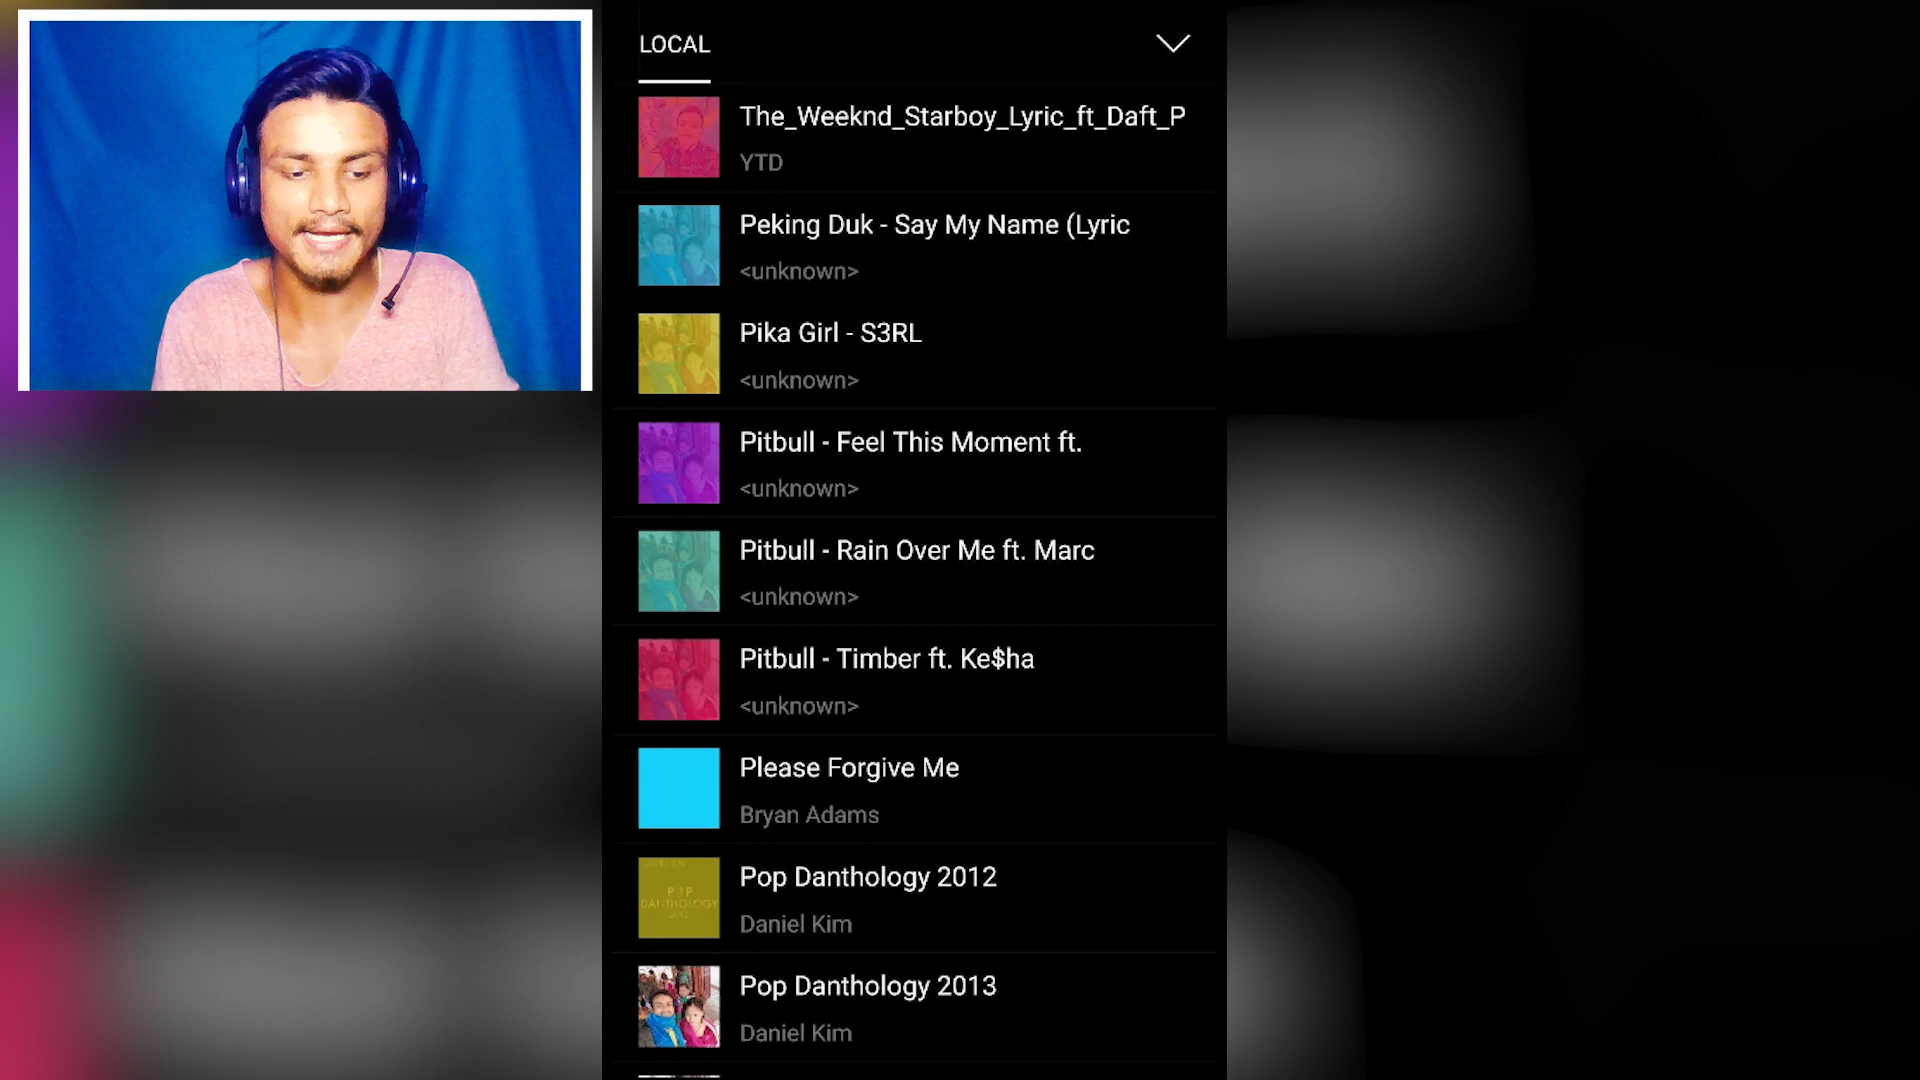 LOCAL
The_Weeknd_Starboy_Lyric_ft_Daft_P
YTD
Peking Duk - Say My Name (Lyric
<unknown>
Pika Girl - S3RL
<unknown>
Pitbull - Feel This Moment ft.
<unknown>
Pitbull - Rain Over Me ft. Marc
<unknown>
Pitbull - Timber ft. Ke$ha
<unknown>
Please Forgive Me
Bryan Adams
Pop Danthology 2012
Daniel Kim
POP
DANTHOLOGY
Pop Danthology 2013
Daniel Kim